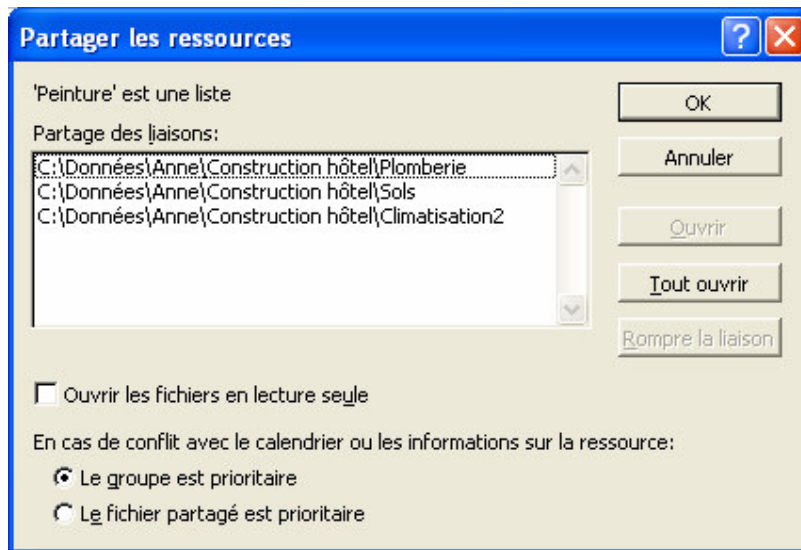 Partager les ressources
'Peinture' est une liste
Partage des liaisons:
C:\Données\Anne\Construction hôtel\Plomberie
C:\Données\Anne\Construction hôtel\Sols
C:\Données\Anne\Construction hôtel\Climatisation2
OK
Annuler
Ouvrir
Tout ouvrir
Rompre la liaison
Ouvrir les fichiers en lecture seule
En cas de conflit avec le calendrier ou les informations sur la ressource:
Le groupe est prioritaire
Le fichier partagé est prioritaire